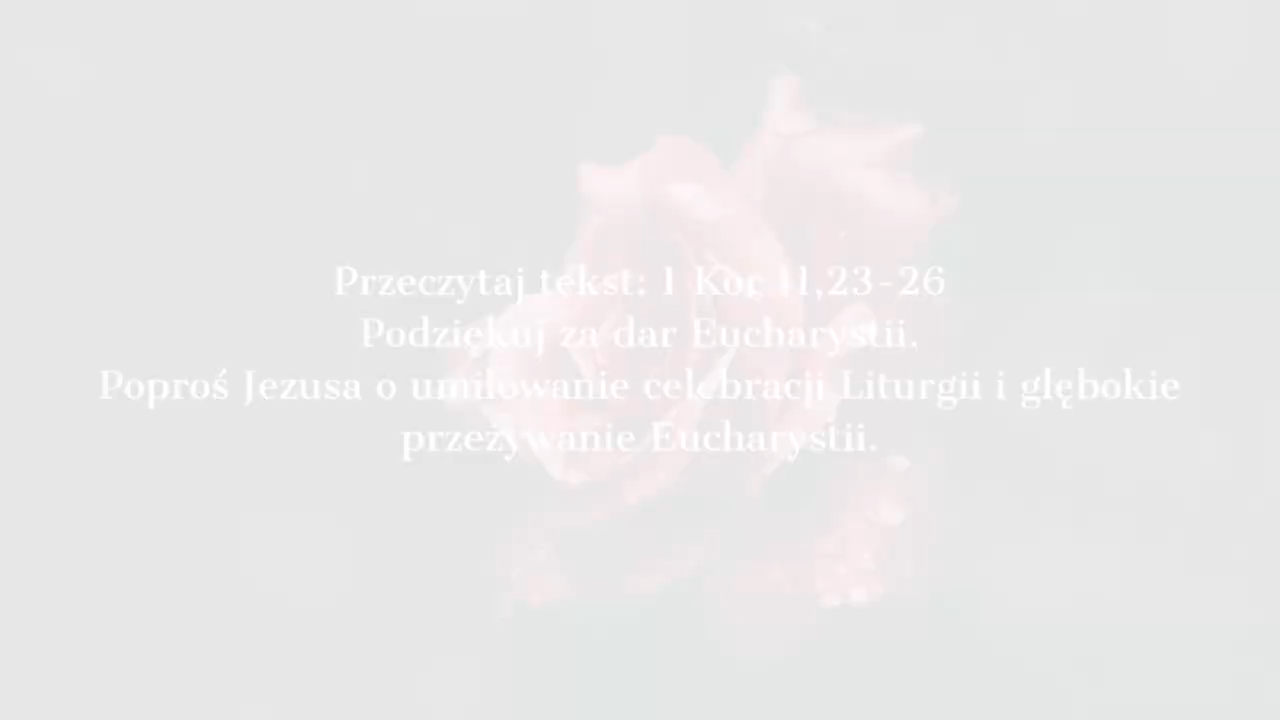 Przeczytaj tekst: 1 Kor 11,23-26
Podziękuj za dar Eucharystii.
Poproś Jezusa o umiłowanie celebracji Liturgii i głębokie
przeżywanie Eucharystii.